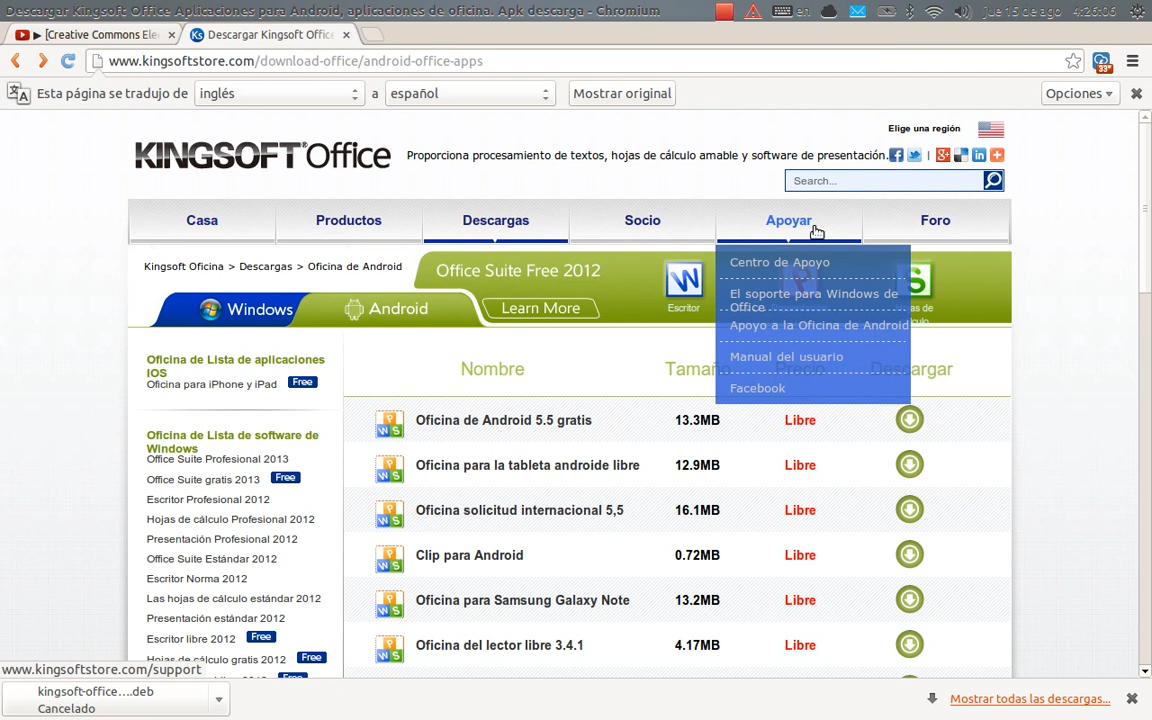 Descargar Kingsoft Office Aplicaciones para Android, aplicaciones de oficina. Apk descarga - Chromium
en
jue 15 de ago
4:26:06
▶ [Creative Commons Ele
Descargar Kingsoft Offic
www.kingsoftstore.com/download-office/android-office-apps
33°
Esta página se tradujo de
inglés
a
español
Mostrar original
Opciones
Elige una región
KINGSOFT Office
Proporciona procesamiento de textos, hojas de cálculo amable y software de presentación.
Search...
Casa
Productos
Descargas
Socio
Apoyar
Foro
Kingsoft Oficina > Descargas > Oficina de Android
Office Suite Free 2012
Windows
Android
Learn More
Escritor
Centro de Apoyo
El soporte para Windows de
Office
Apoyo a la Oficina de Android
Manual del usuario
Facebook
Nombre
Tamaño
Precio
Descargar
Oficina de Lista de aplicaciones
IOS
Oficina para iPhone y iPad Free
Oficina de Lista de software de
Windows
Office Suite Profesional 2013
Office Suite gratis 2013 Free
Escritor Profesional 2012
Hojas de cálculo Profesional 2012
Presentación Profesional 2012
Office Suite Estándar 2012
Escritor Norma 2012
Las hojas de cálculo estándar 2012
Presentación estándar 2012
Escritor libre 2012 Free
Hojas de cálculo gratis 2012 Free
Oficina de Android 5.5 gratis 13.3MB Libre
Oficina para la tableta androide libre 12.9MB Libre
Oficina solicitud internacional 5,5 16.1MB Libre
Clip para Android 0.72MB Libre
Oficina para Samsung Galaxy Note 13.2MB Libre
Oficina del lector libre 3.4.1 4.17MB Libre
www.kingsoftstore.com/support
kingsoft-office....deb
Cancelado
Mostrar todas las descargas...